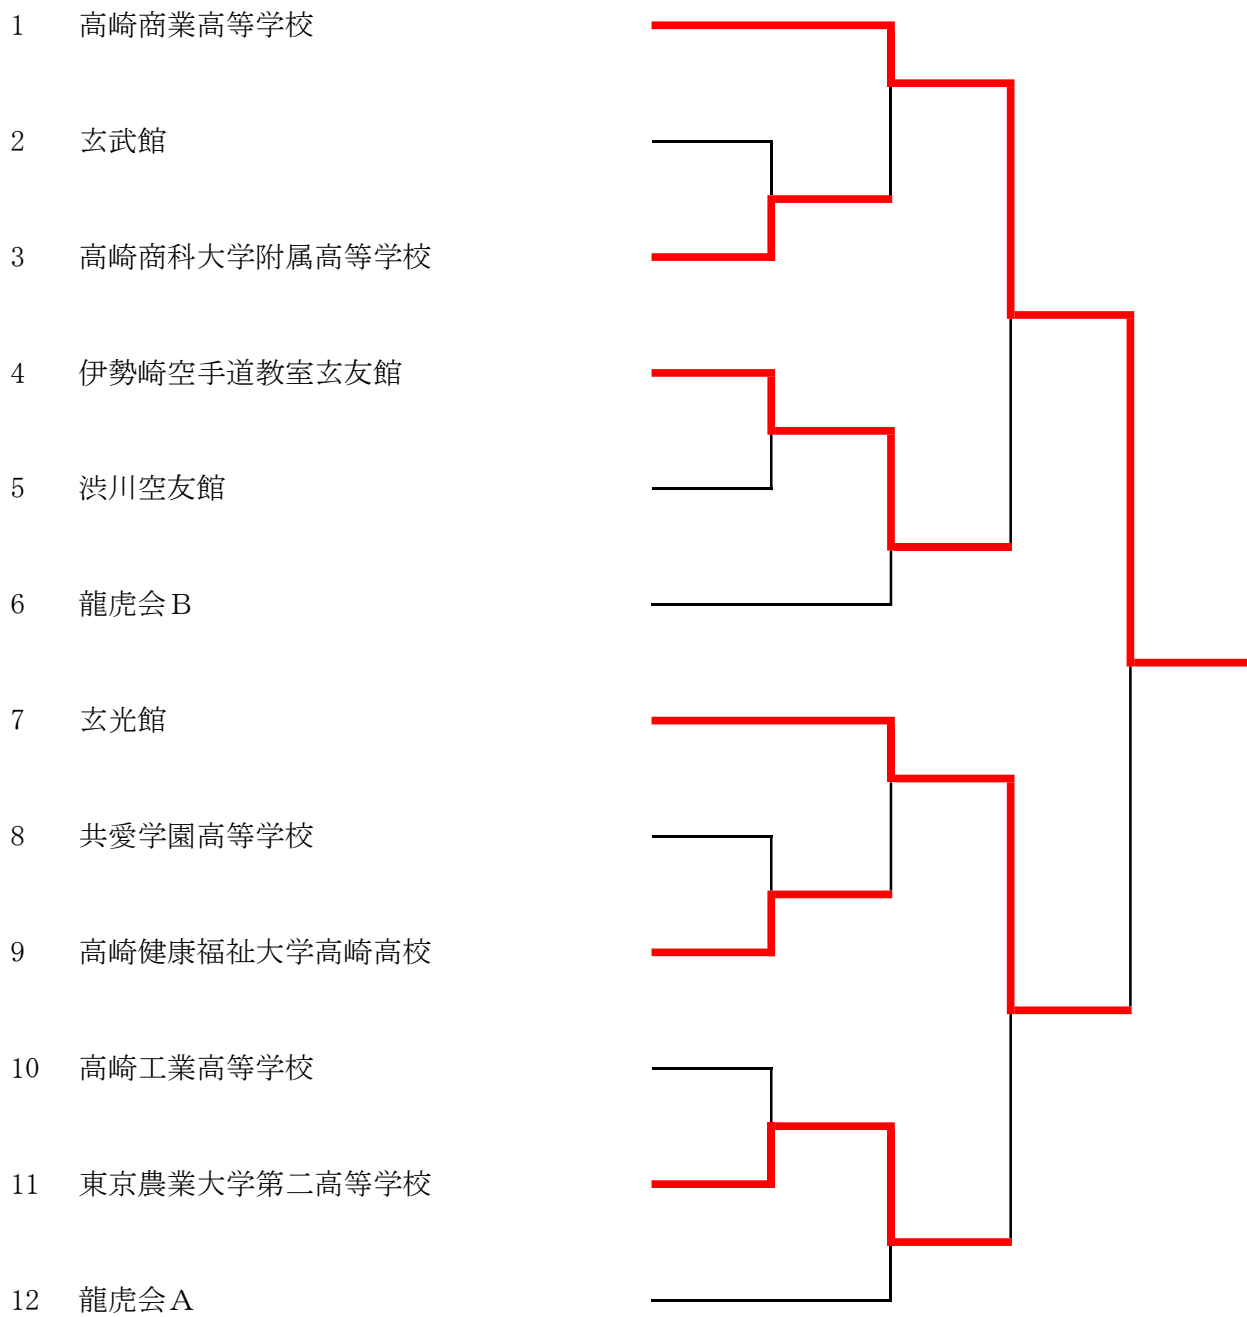 1 高崎商業高等学校
2 玄武館
3 高崎商科大学附属高等学校
4 伊勢崎空手道教室玄友館
5 渋川空友館
6 龍虎会Ｂ
7 玄光館
8 共愛学園高等学校
9 高崎健康福祉大学高崎高校
10 高崎工業高等学校
11 東京農業大学第二高等学校
12 龍虎会Ａ